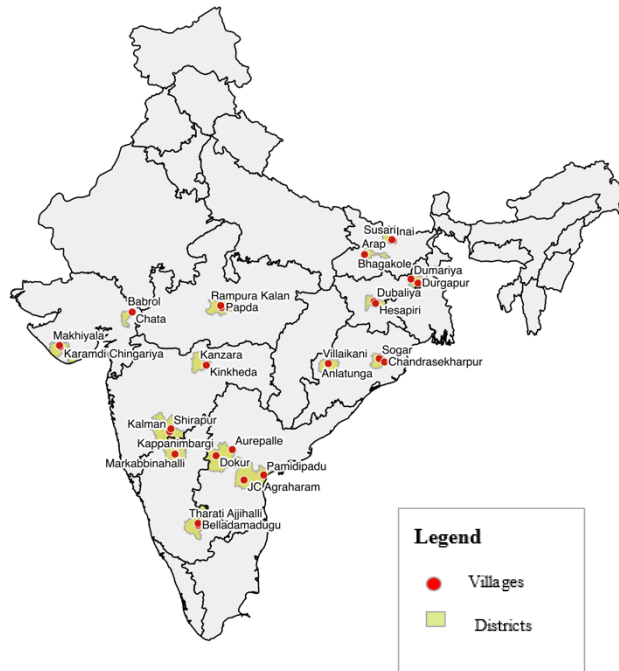 Susari Inai
Arap
Bhagakole
Dumariya
Durgapur
Dubaliya
Hesapiri
Rampura Kalan
Papda
Babrol
Chata
Makhiyala
Karamdi Chingariya
Kanzara
Kinkheda
Villaikani
Anlatunga
Sogar
Chandrasekharpur
Shirapur
Kalman
Kappanimbargi
Markabbinahalli
Aurepalle
Dokur
Pamidipadu
JC Agraharam
Tharati Ajjihalli
Belladamadugu
Legend
Villages
Districts